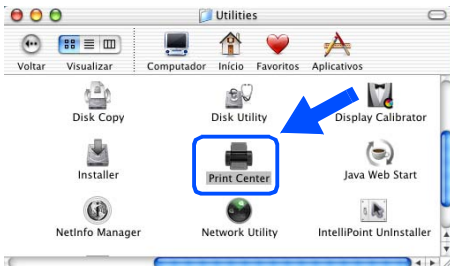 Utilities
Voltar Visualizar Computador Início Favoritos Aplicativos
Disk Copy Disk Utility Display Calibrator
Installer Print Center Java Web Start
NetInfo Manager Network Utility IntelliPoint UnInstaller